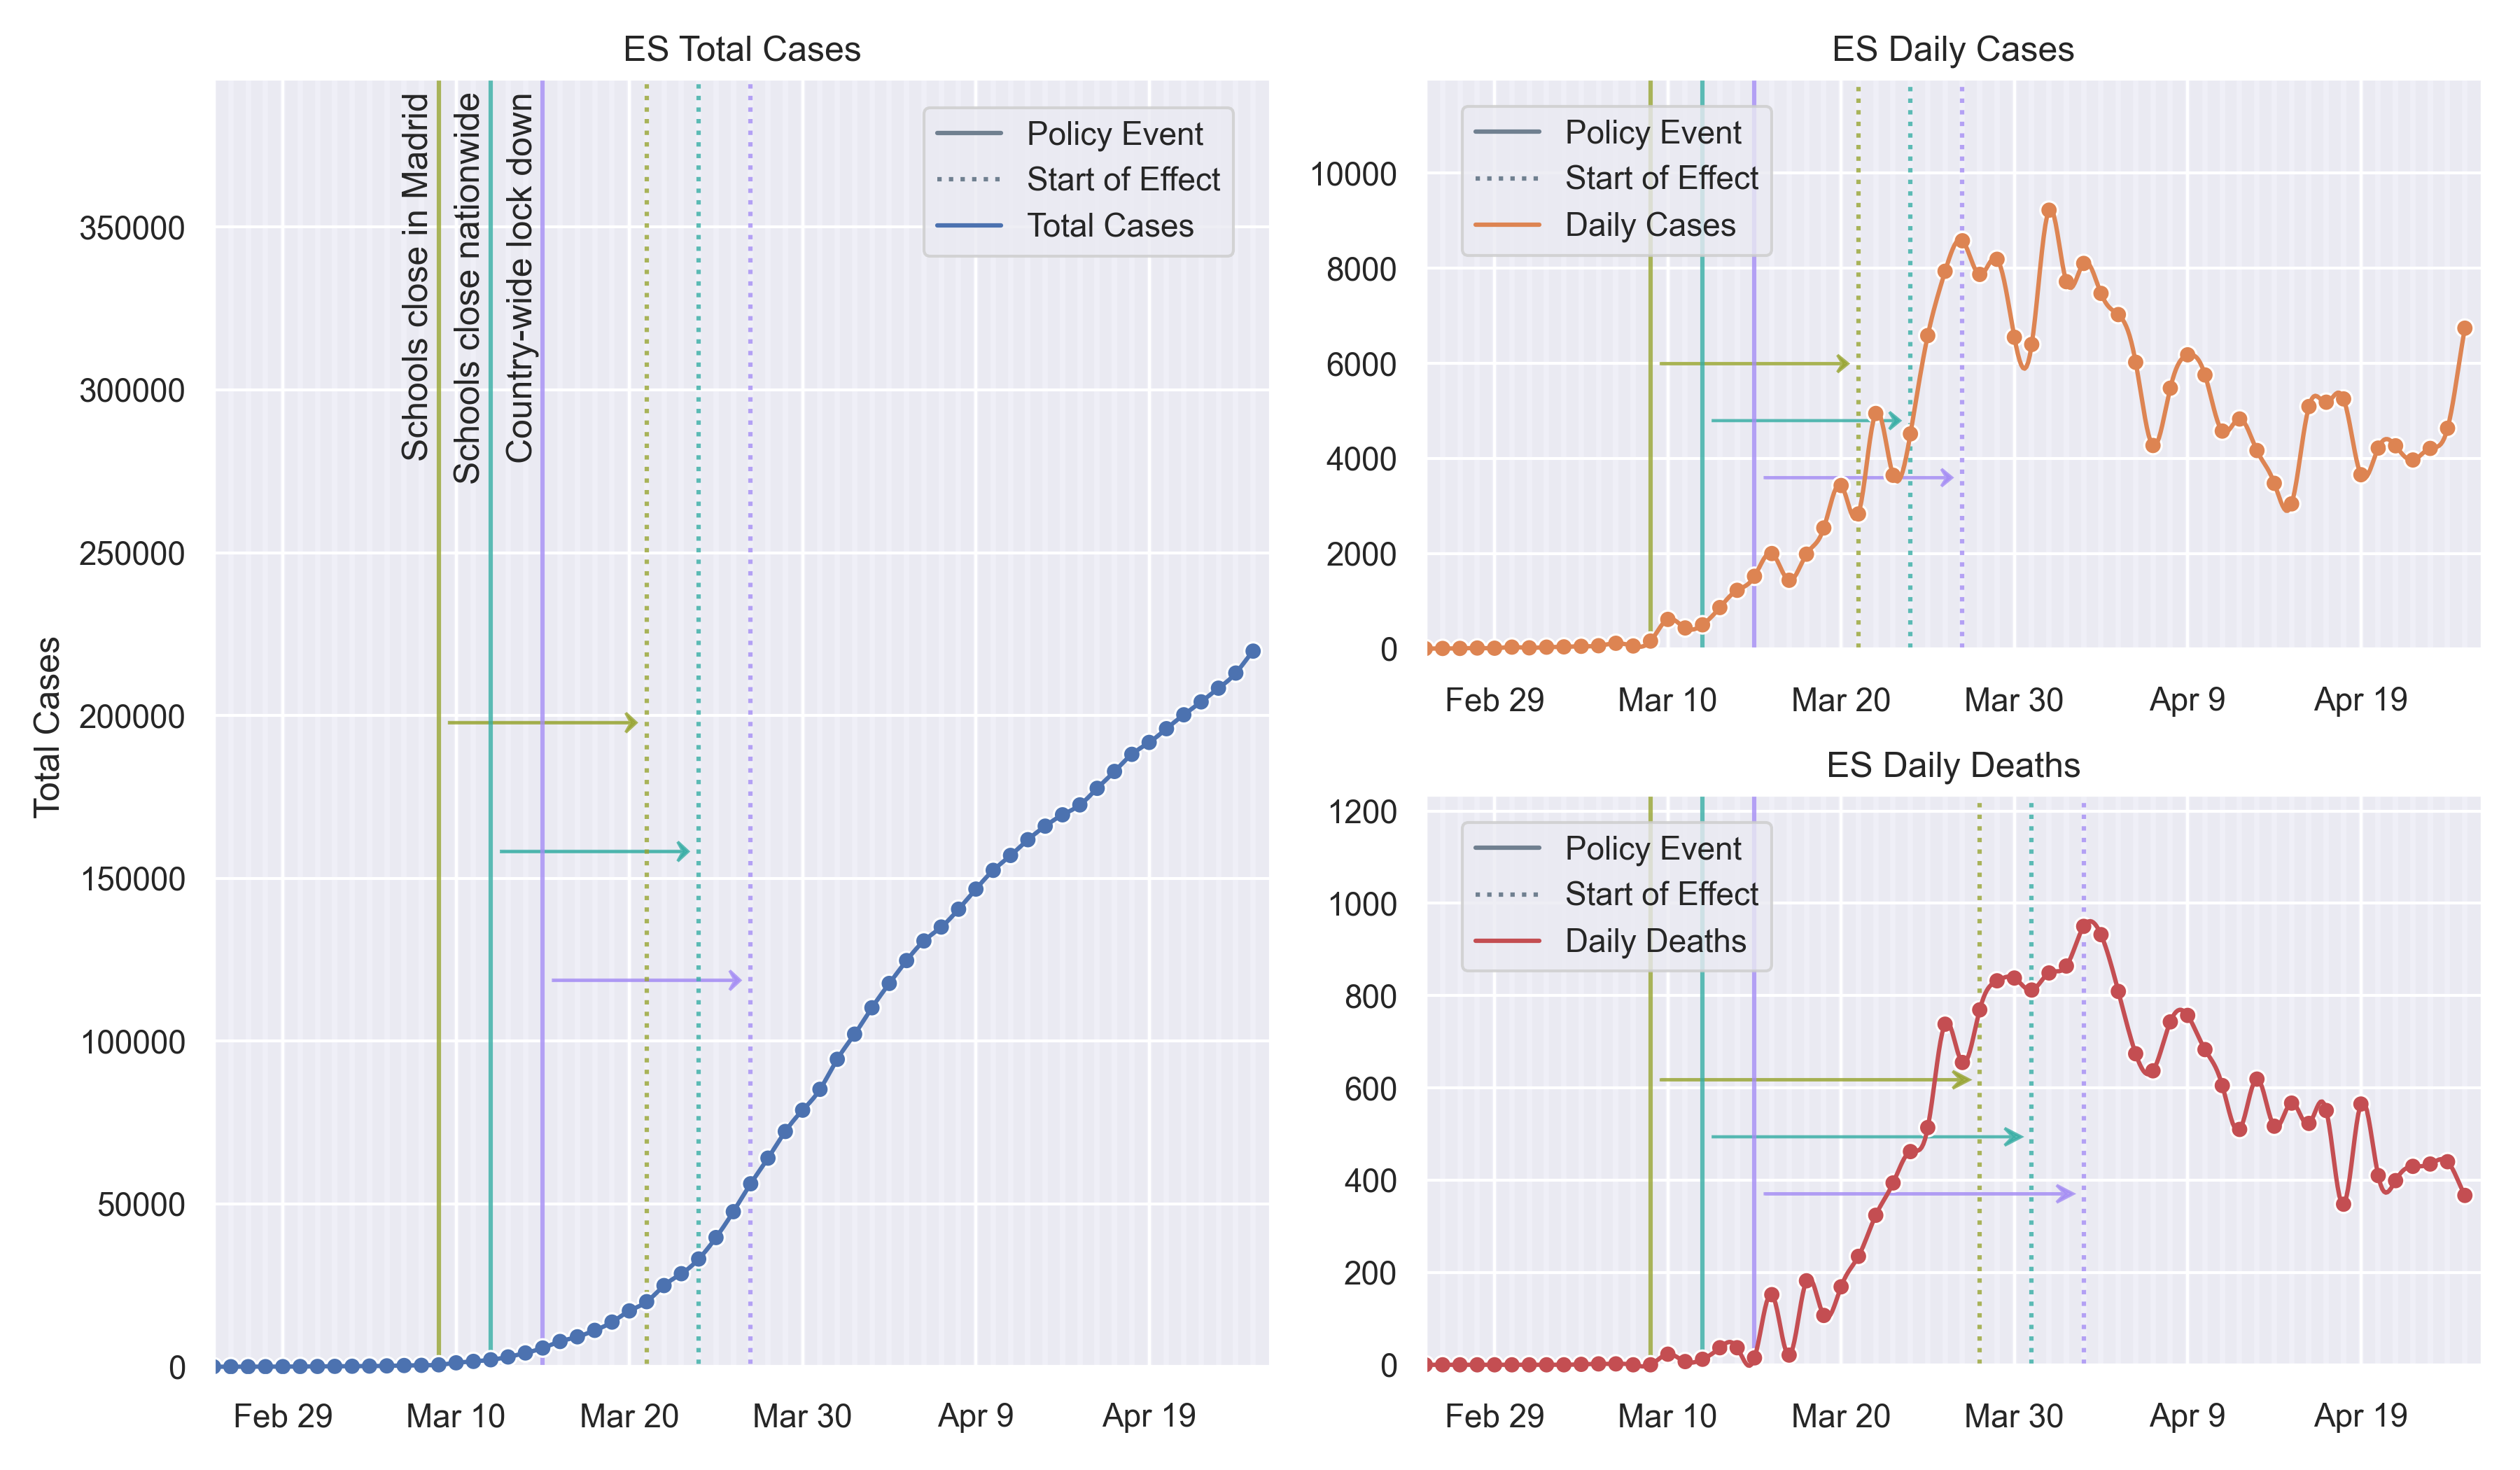 ES Total Cases
Schools close in Madrid
Schools close nationwide
Country-wide lock down
Policy Event
Start of Effect
Total Cases
Total Cases
350000
300000
250000
200000
150000
100000
50000
0
Feb 29 Mar 10 Mar 20 Mar 30 Apr 9 Apr 19
ES Daily Cases
Policy Event
Start of Effect
Daily Cases
10000
8000
6000
4000
2000
0
Feb 29 Mar 10 Mar 20 Mar 30 Apr 9 Apr 19
ES Daily Deaths
Policy Event
Start of Effect
Daily Deaths
1200
1000
800
600
400
200
0
Feb 29 Mar 10 Mar 20 Mar 30 Apr 9 Apr 19